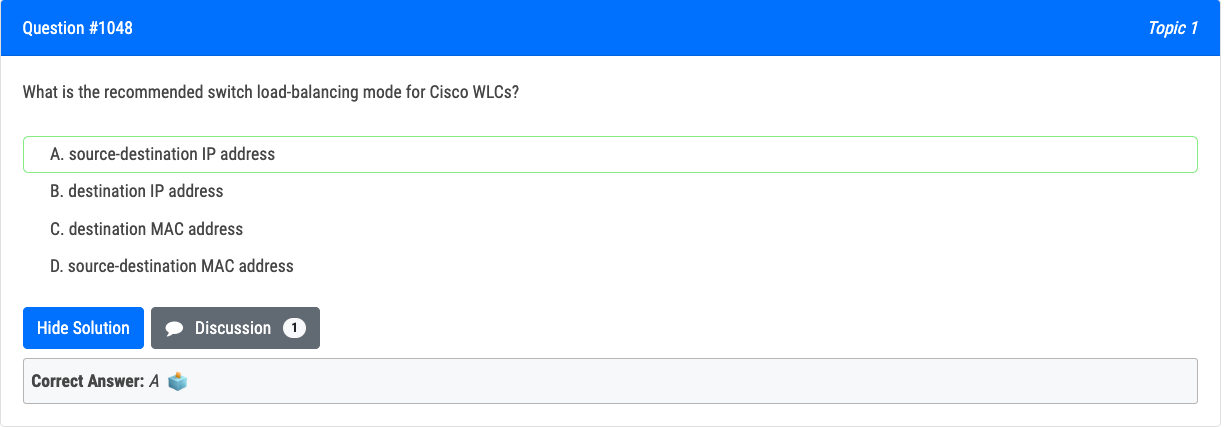 Question #1048
Topic 1
What is the recommended switch load-balancing mode for Cisco WLCs?
A. source-destination IP address
B. destination IP address
C. destination MAC address
D. source-destination MAC address
Hide Solution
Discussion 1
Correct Answer: A